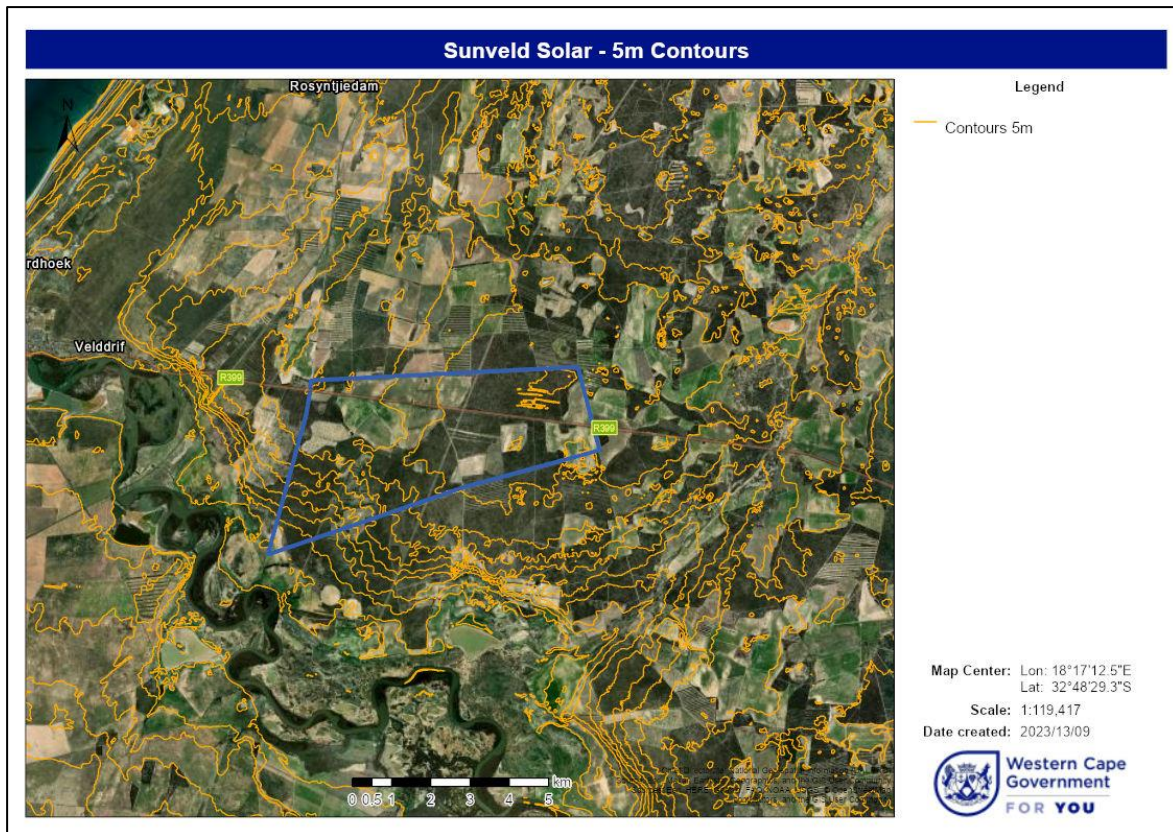 Sunveld Solar - 5m Contours
Rosyntjiedam
N
rdhoek
Velddrif
R399
R399
km
0 0.5 1 2 3 4 5
Legend
Contours 5m
Map Center: Lon: 18°17'12.5"E
Lat: 32°48'29.3"S
Scale: 1:119,417
Date created: 2023/13/09
Western Cape
Government
FOR YOU